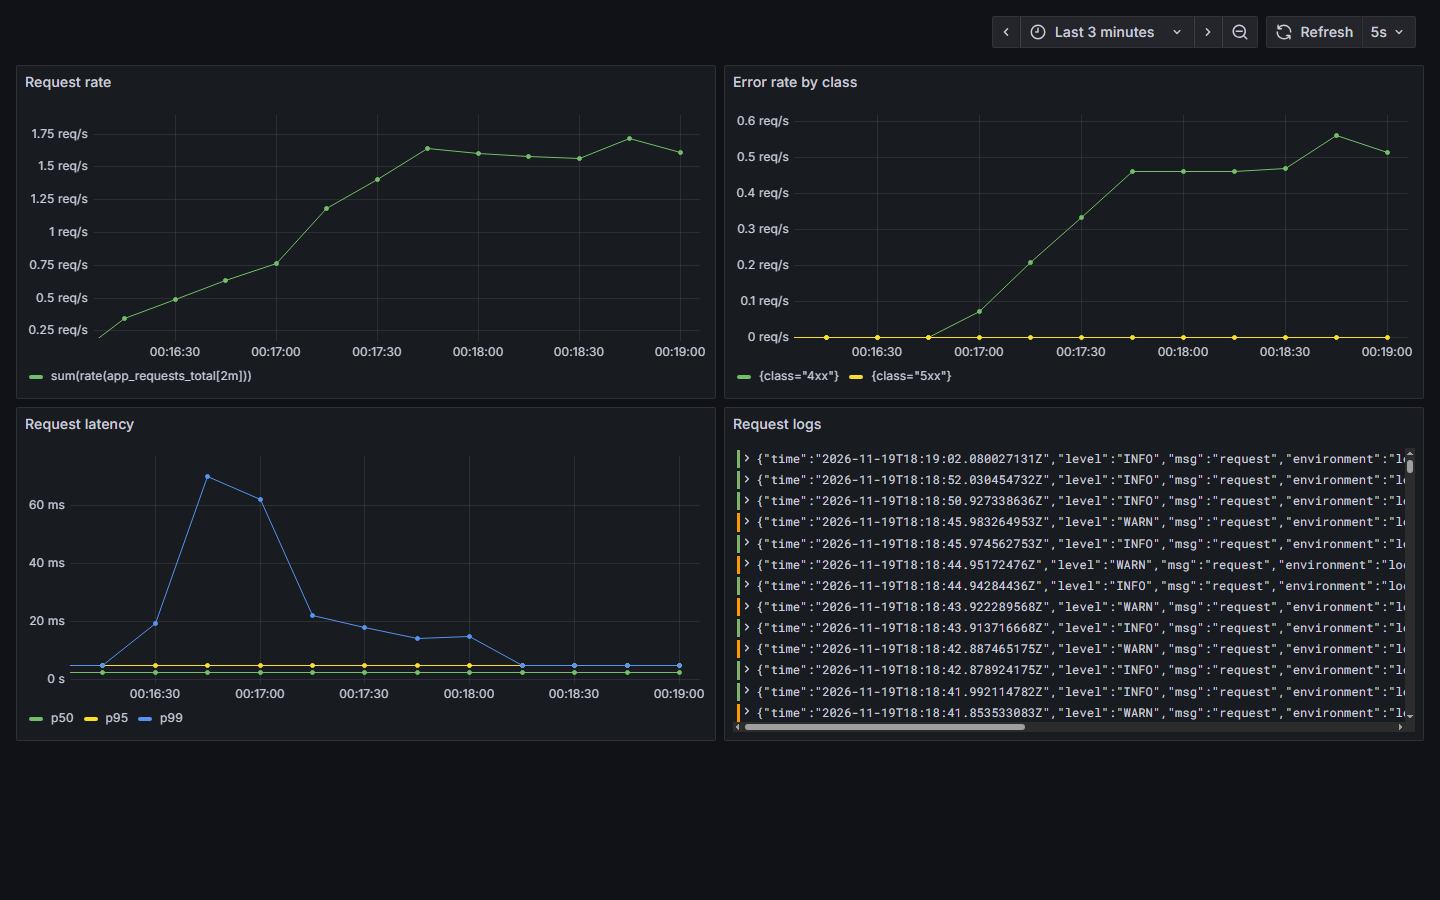 Last 3 minutes
Refresh
5s
Request rate
1.75 req/s
1.5 req/s
1.25 req/s
1 req/s
0.75 req/s
0.5 req/s
0.25 req/s
00:16:30 00:17:00 00:17:30 00:18:00 00:18:30 00:19:00
sum(rate(app_requests_total[2m]))
Error rate by class
0.6 req/s
0.5 req/s
0.4 req/s
0.3 req/s
0.2 req/s
0.1 req/s
0 req/s
00:16:30 00:17:00 00:17:30 00:18:00 00:18:30 00:19:00
{class="4xx"} {class="5xx"}
Request latency
60 ms
40 ms
20 ms
0 s
00:16:30 00:17:00 00:17:30 00:18:00 00:18:30 00:19:00
p50 p95 p99
Request logs
{"time":"2026-11-19T18:19:02.080027131Z","level":"INFO","msg":"request","environment":"lo
{"time":"2026-11-19T18:18:52.030454732Z","level":"INFO","msg":"request","environment":"lo
{"time":"2026-11-19T18:18:50.927338636Z","level":"INFO","msg":"request","environment":"lo
{"time":"2026-11-19T18:18:45.983264953Z","level":"WARN","msg":"request","environment":"lo
{"time":"2026-11-19T18:18:45.974562753Z","level":"INFO","msg":"request","environment":"lo
{"time":"2026-11-19T18:18:44.95172476Z","level":"WARN","msg":"request","environment":"loc
{"time":"2026-11-19T18:18:44.94284436Z","level":"INFO","msg":"request","environment":"loc
{"time":"2026-11-19T18:18:43.922289568Z","level":"WARN","msg":"request","environment":"lo
{"time":"2026-11-19T18:18:43.913716668Z","level":"INFO","msg":"request","environment":"lo
{"time":"2026-11-19T18:18:42.887465175Z","level":"WARN","msg":"request","environment":"lo
{"time":"2026-11-19T18:18:42.878924175Z","level":"INFO","msg":"request","environment":"lo
{"time":"2026-11-19T18:18:41.992114782Z","level":"INFO","msg":"request","environment":"lo
{"time":"2026-11-19T18:18:41.853533083Z","level":"WARN","msg":"request","environment":"lo